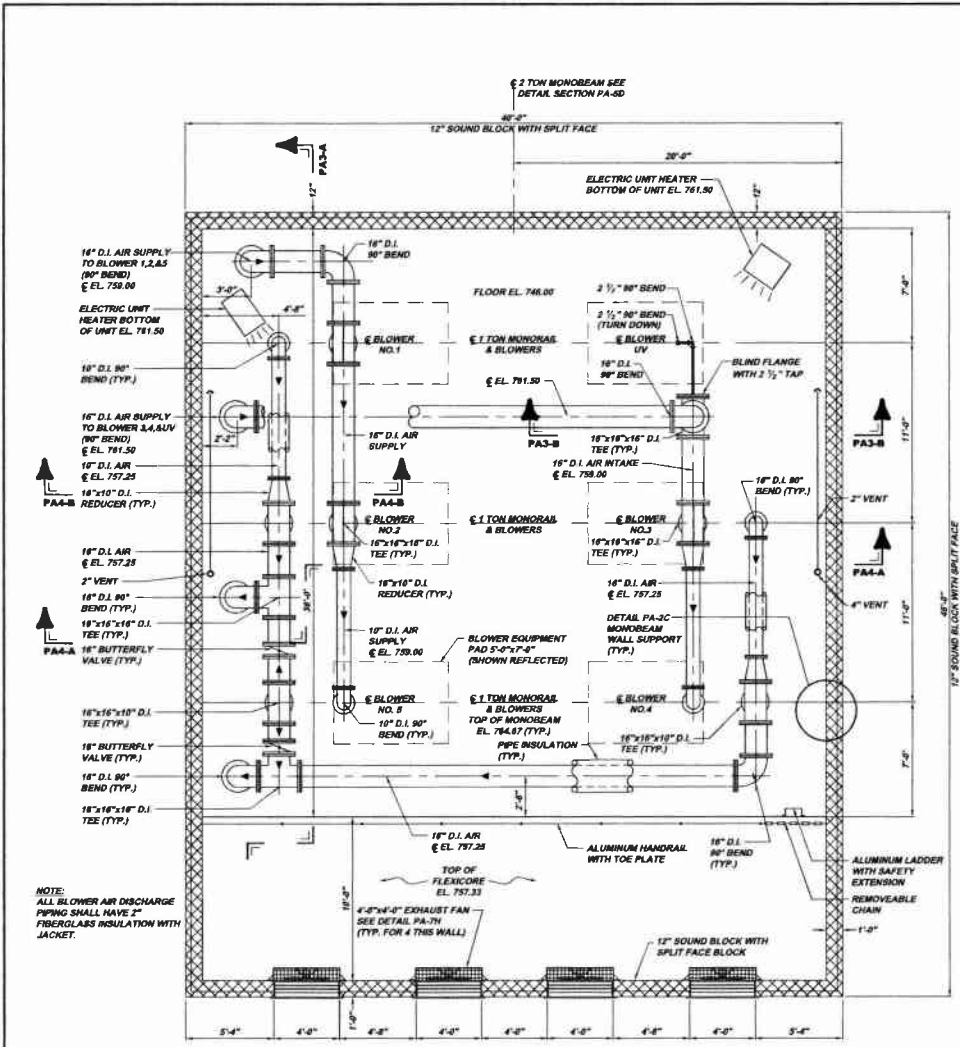 ℄ 2 TON MONOBEAM SEE
DETAIL SECTION PA-5D
40'-0"
12" SOUND BLOCK WITH SPLIT FACE
20'-0"
PA3-A
12"
ELECTRIC UNIT HEATER
BOTTOM OF UNIT EL. 761.50
12"
16" D.I. AIR SUPPLY
TO BLOWER 1,2,&5
(90° BEND)
℄ EL. 759.00
16" D.I.
90° BEND
3'-0"
4'-8"
FLOOR EL. 746.00
2 ½" 90° BEND
2 ½" 90° BEND
(TURN DOWN)
7'-0"
ELECTRIC UNIT
HEATER BOTTOM
OF UNIT EL. 761.50
℄ BLOWER
NO.1
℄ 1 TON MONORAIL
& BLOWERS
℄ BLOWER
UV
10" D.I. 90°
BEND (TYP.)
16" D.I.
90° BEND
BLIND FLANGE
WITH 2 ½" TAP
℄ EL. 761.50
16" D.I. AIR SUPPLY
TO BLOWER 3,4,&UV
(90° BEND)
℄ EL. 761.50
2'-2"
16" D.I. AIR
SUPPLY
PA3-B
16"x16"x16" D.I.
TEE (TYP.)
PA3-B
11'-0"
10" D.I. AIR
℄ EL. 757.25
16" D.I. AIR INTAKE
℄ EL. 759.00
16" D.I. 90°
BEND (TYP.)
PA4-B
16"x10" D.I.
REDUCER (TYP.)
PA4-B
2" VENT
℄ BLOWER
NO.2
℄ 1 TON MONORAIL
& BLOWERS
℄ BLOWER
NO.3
16"x16"x16" D.I.
TEE (TYP.)
16"x16"x16" D.I.
TEE (TYP.)
16" D.I. AIR
℄ EL. 757.25
PA4-A
2" VENT
16"x10" D.I.
REDUCER (TYP.)
16" D.I. AIR
℄ EL. 757.25
4" VENT
16" D.I. 90°
BEND (TYP.)
36'-0"
11'-0"
46'-0"
12" SOUND BLOCK WITH SPLIT FACE
16"x16"x16" D.I.
TEE (TYP.)
PA4-A
10" D.I. AIR
SUPPLY
℄ EL. 759.00
BLOWER EQUIPMENT
PAD 5'-0"x7'-0"
(SHOWN REFLECTED)
DETAIL PA-2C
MONOBEAM
WALL SUPPORT
(TYP.)
16" BUTTERFLY
VALVE (TYP.)
16"x16"x10" D.I.
TEE (TYP.)
℄ BLOWER
NO. 5
10" D.I. 90°
BEND (TYP.)
℄ 1 TON MONORAIL
& BLOWERS
TOP OF MONOBEAM
EL. 764.67 (TYP.)
℄ BLOWER
NO.4
16"x16"x10" D.I.
TEE (TYP.)
PIPE INSULATION
(TYP.)
7'-0"
16" BUTTERFLY
VALVE (TYP.)
16" D.I. 90°
BEND (TYP.)
16"x16"x16" D.I.
TEE (TYP.)
2'-6"
16" D.I. AIR
℄ EL. 757.25
ALUMINUM HANDRAIL
WITH TOE PLATE
16" D.I.
90° BEND
(TYP.)
ALUMINUM LADDER
WITH SAFETY
EXTENSION
REMOVEABLE
CHAIN
TOP OF
FLEXICORE
EL. 757.33
10'-0"
NOTE:
ALL BLOWER AIR DISCHARGE
PIPING SHALL HAVE 2"
FIBERGLASS INSULATION WITH
JACKET.
4'-0"x4'-0" EXHAUST FAN
SEE DETAIL PA-7H
(TYP. FOR 4 THIS WALL)
1'-0"
12" SOUND BLOCK WITH
SPLIT FACE BLOCK
1'-0"
5'-4" 4'-0" 4'-8" 4'-0" 4'-0" 4'-0" 4'-8" 4'-0" 5'-4"